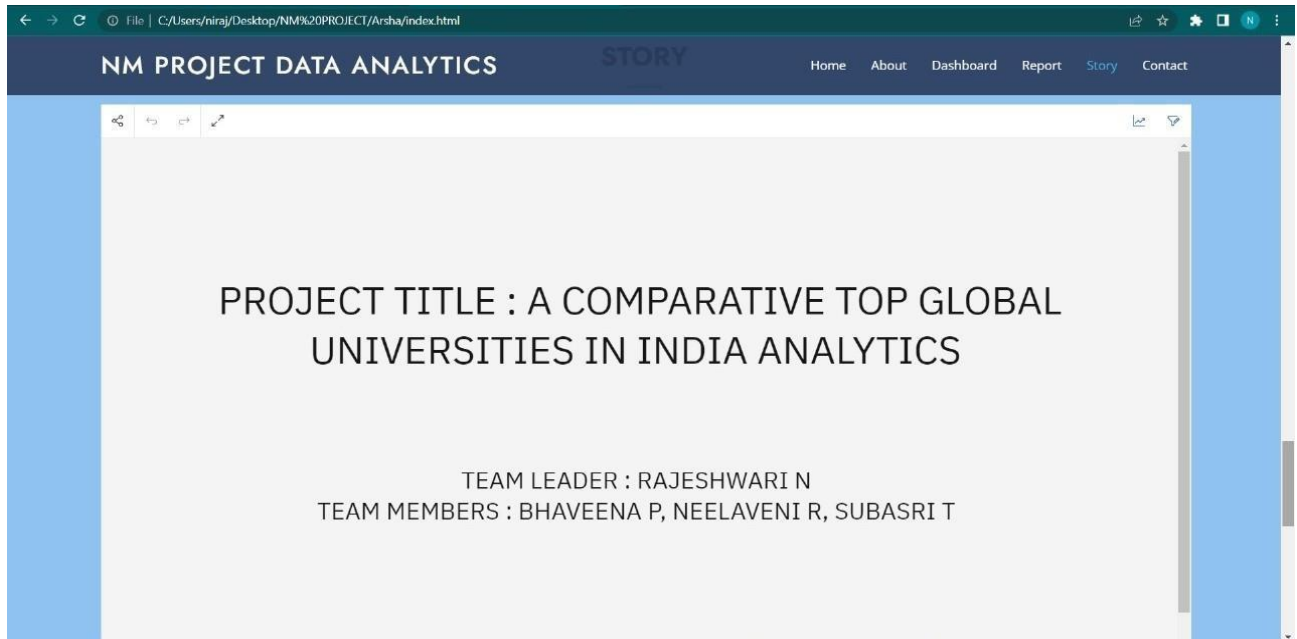 File | C:/Users/niraj/Desktop/NM%20PROJECT/Arsha/index.html
N
NM PROJECT DATA ANALYTICS
STORY
Home About Dashboard Report Story Contact
PROJECT TITLE : A COMPARATIVE TOP GLOBAL
UNIVERSITIES IN INDIA ANALYTICS
TEAM LEADER : RAJESHWARI N
TEAM MEMBERS : BHAVEENA P, NEELAVENI R, SUBASRI T